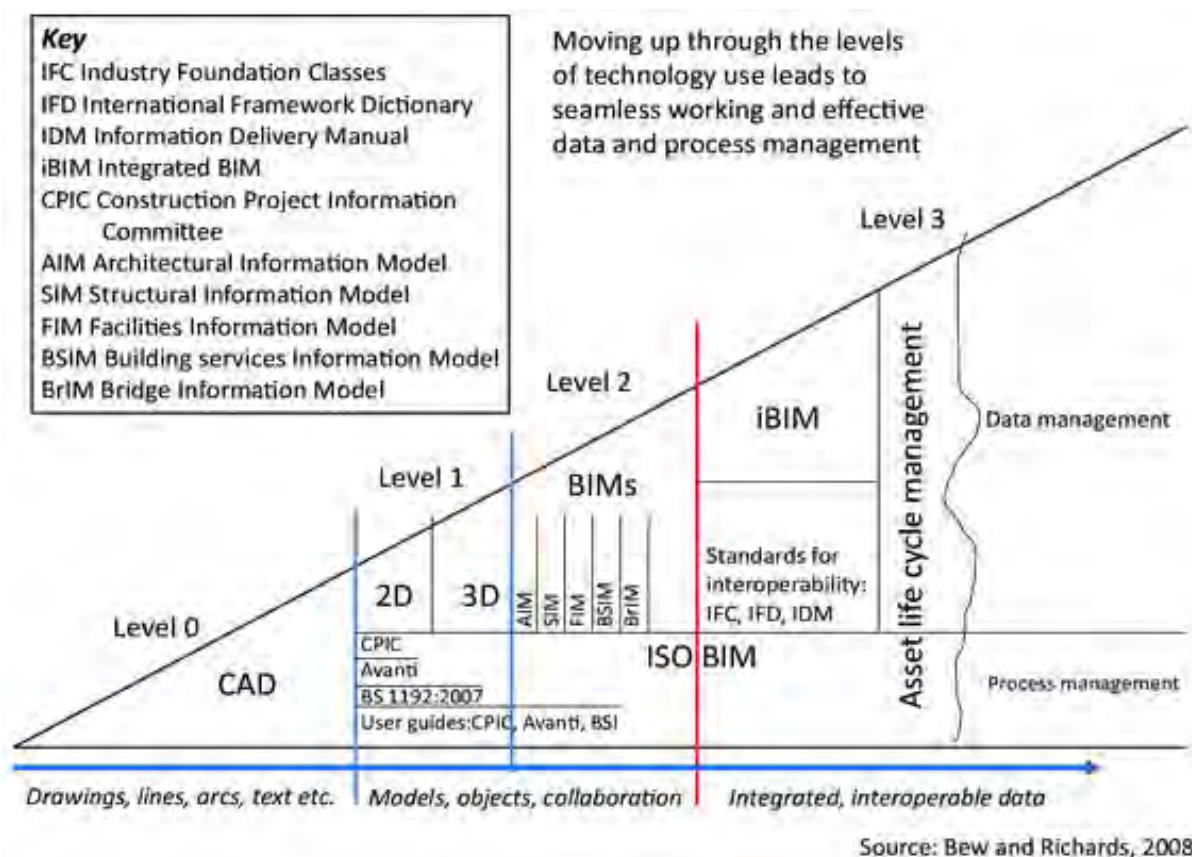 Key
IFC Industry Foundation Classes
IFD International Framework Dictionary
IDM Information Delivery Manual
iBIM Integrated BIM
CPIC Construction Project Information
Committee
AIM Architectural Information Model
SIM Structural Information Model
FIM Facilities Information Model
BSIM Building services Information Model
BrIM Bridge Information Model
Moving up through the levels
of technology use leads to
seamless working and effective
data and process management
Level 3
Level 2
Level 1
Level 0
iBIM
BIMs
2D
3D
CAD
AIM
SIM
FIM
BSIM
BrIM
Standards for
interoperability:
IFC, IFD, IDM
Asset life cycle management
Data management
Process management
CPIC
Avanti
BS 1192:2007
User guides:CPIC, Avanti, BSI
ISO BIM
Drawings, lines, arcs, text etc.
Models, objects, collaboration
Integrated, interoperable data
Source: Bew and Richards, 2008